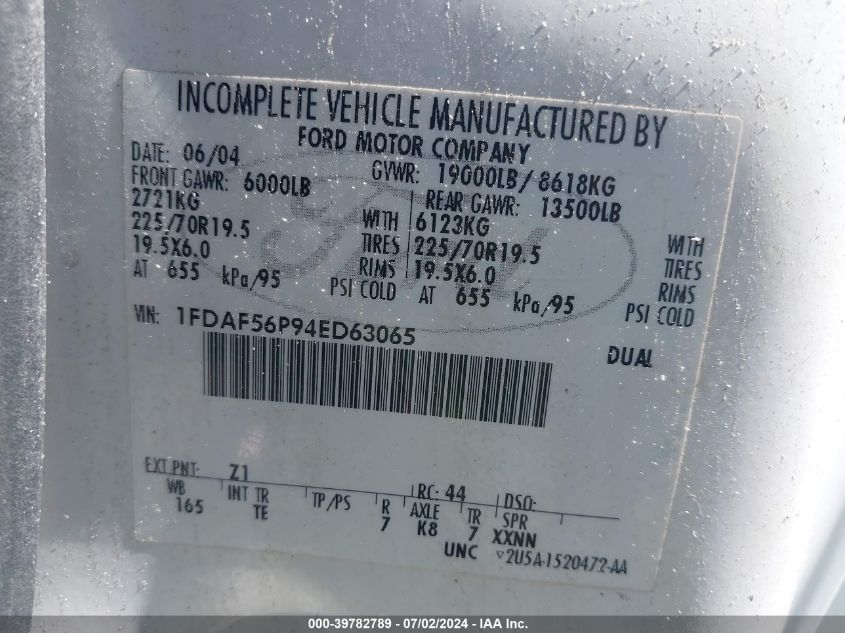 INCOMPLETE VEHICLE MANUFACTURED BY
FORD MOTOR COMPANY
DATE: 06/04 GVWR: 19000LB/ 8618KG
FRONT GAWR: 6000LB REAR GAWR: 13500LB
2721KG WITH 6123KG WITH
225/70R19.5 TIRES 225/70R19.5 TIRES
19.5X6.0 RIMS 19.5X6.0 RIMS
AT 655 kPa/95 PSI COLD AT 655 kPa/95 PSI COLD
VIN: 1FDAF56P94ED63065 DUAL
EXT PNT: Z1 RC: 44 DSO:
WB INT TR TP/PS R AXLE TR SPR
165 TE 7 K8 7 XXNN
UNC 2U5A-1520472-AA
000-39782789 - 07/02/2024 - IAA Inc.